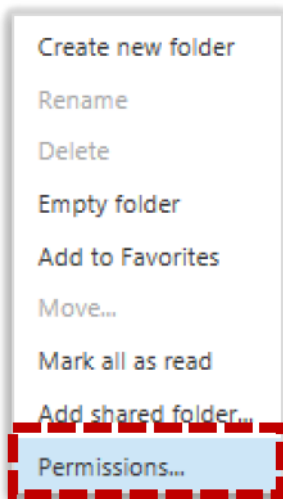 Create new folder
Rename
Delete
Empty folder
Add to Favorites
Move...
Mark all as read
Add shared folder...
Permissions...